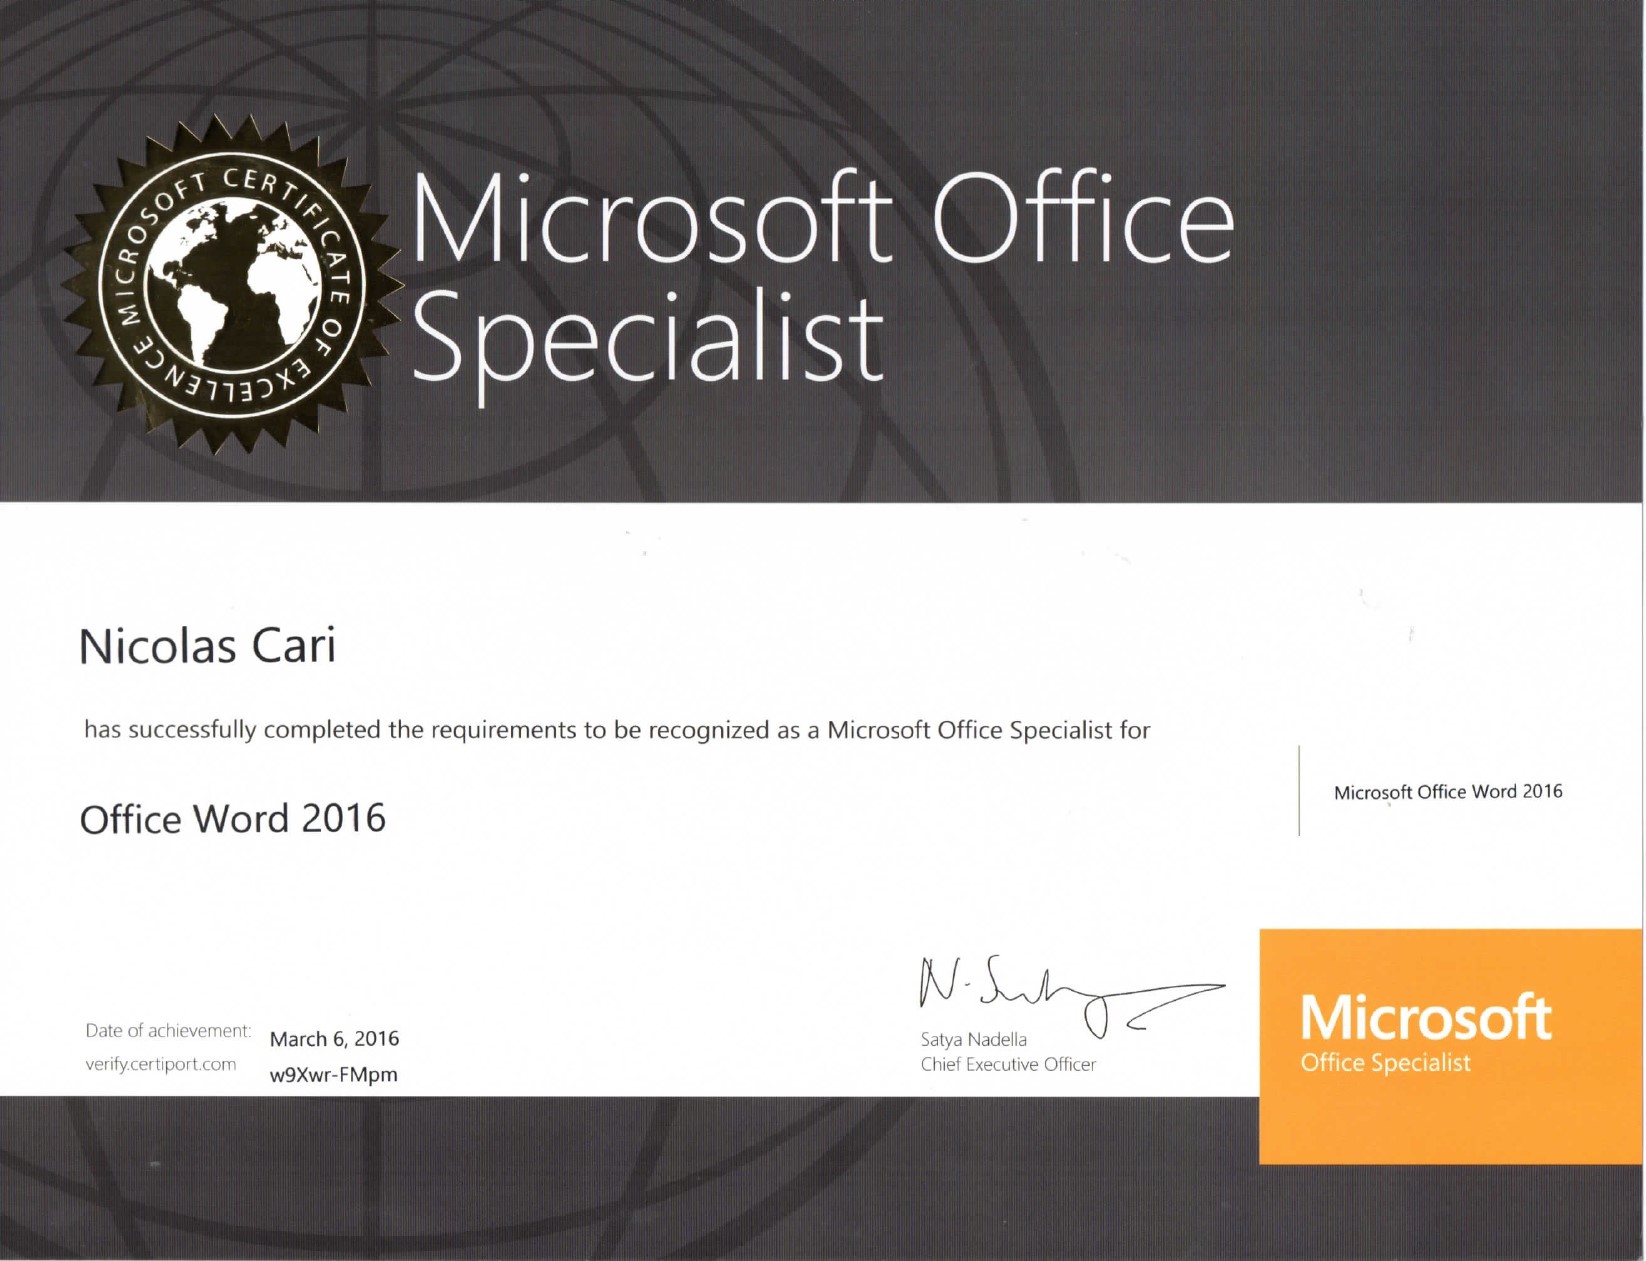 MICROSOFT CERTIFICATE OF EXCELLENCE
Microsoft Office
Specialist
Nicolas Cari
has successfully completed the requirements to be recognized as a Microsoft Office Specialist for
Microsoft Office Word 2016
Office Word 2016
N. S
Date of achievement: March 6, 2016
verify.certiport.com w9Xwr-FMpm
Satya Nadella
Chief Executive Officer
Microsoft
Office Specialist